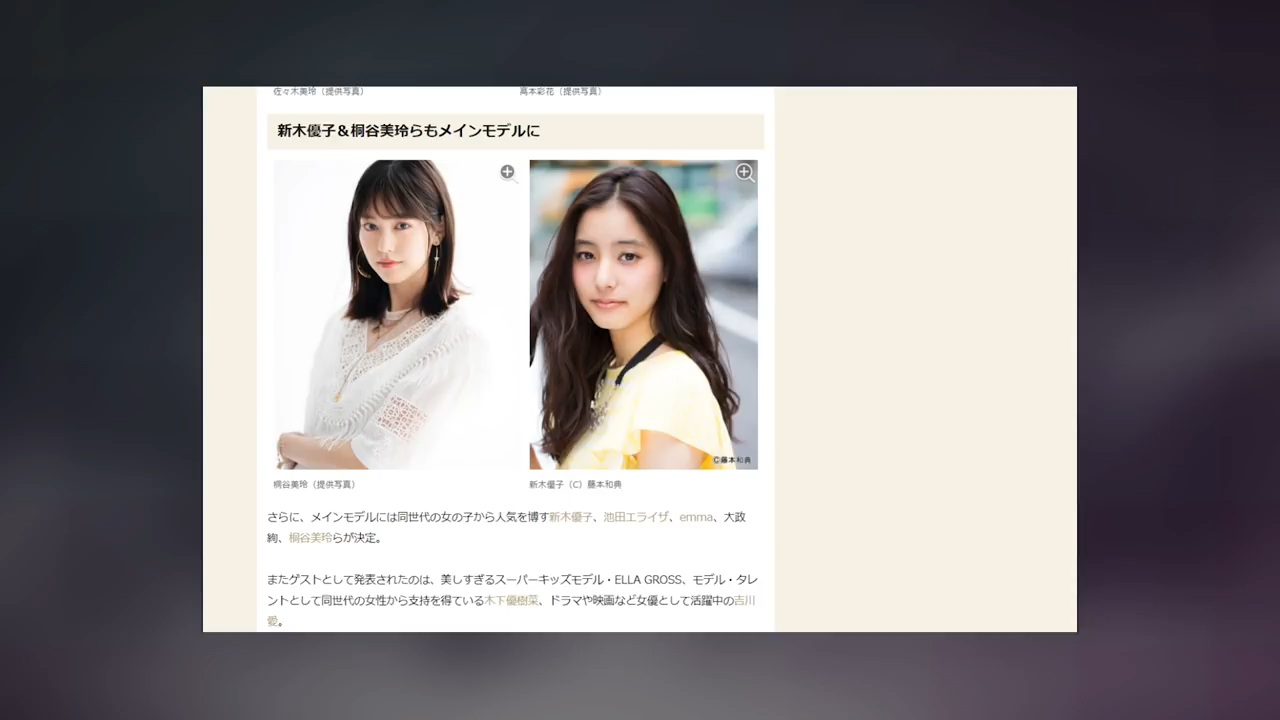 佐々木美玲（提供写真）
高本彩花（提供写真）
新木優子＆桐谷美玲らもメインモデルに
©藤本和典
桐谷美玲（提供写真）
新木優子（C）藤本和典
さらに、メインモデルには同世代の女の子から人気を博す新木優子、池田エライザ、emma、大政
絢、桐谷美玲らが決定。
またゲストとして発表されたのは、美しすぎるスーパーキッズモデル・ELLA GROSS、モデル・タレ
ントとして同世代の女性から支持を得ている木下優樹菜、ドラマや映画など女優として活躍中の吉川
愛。